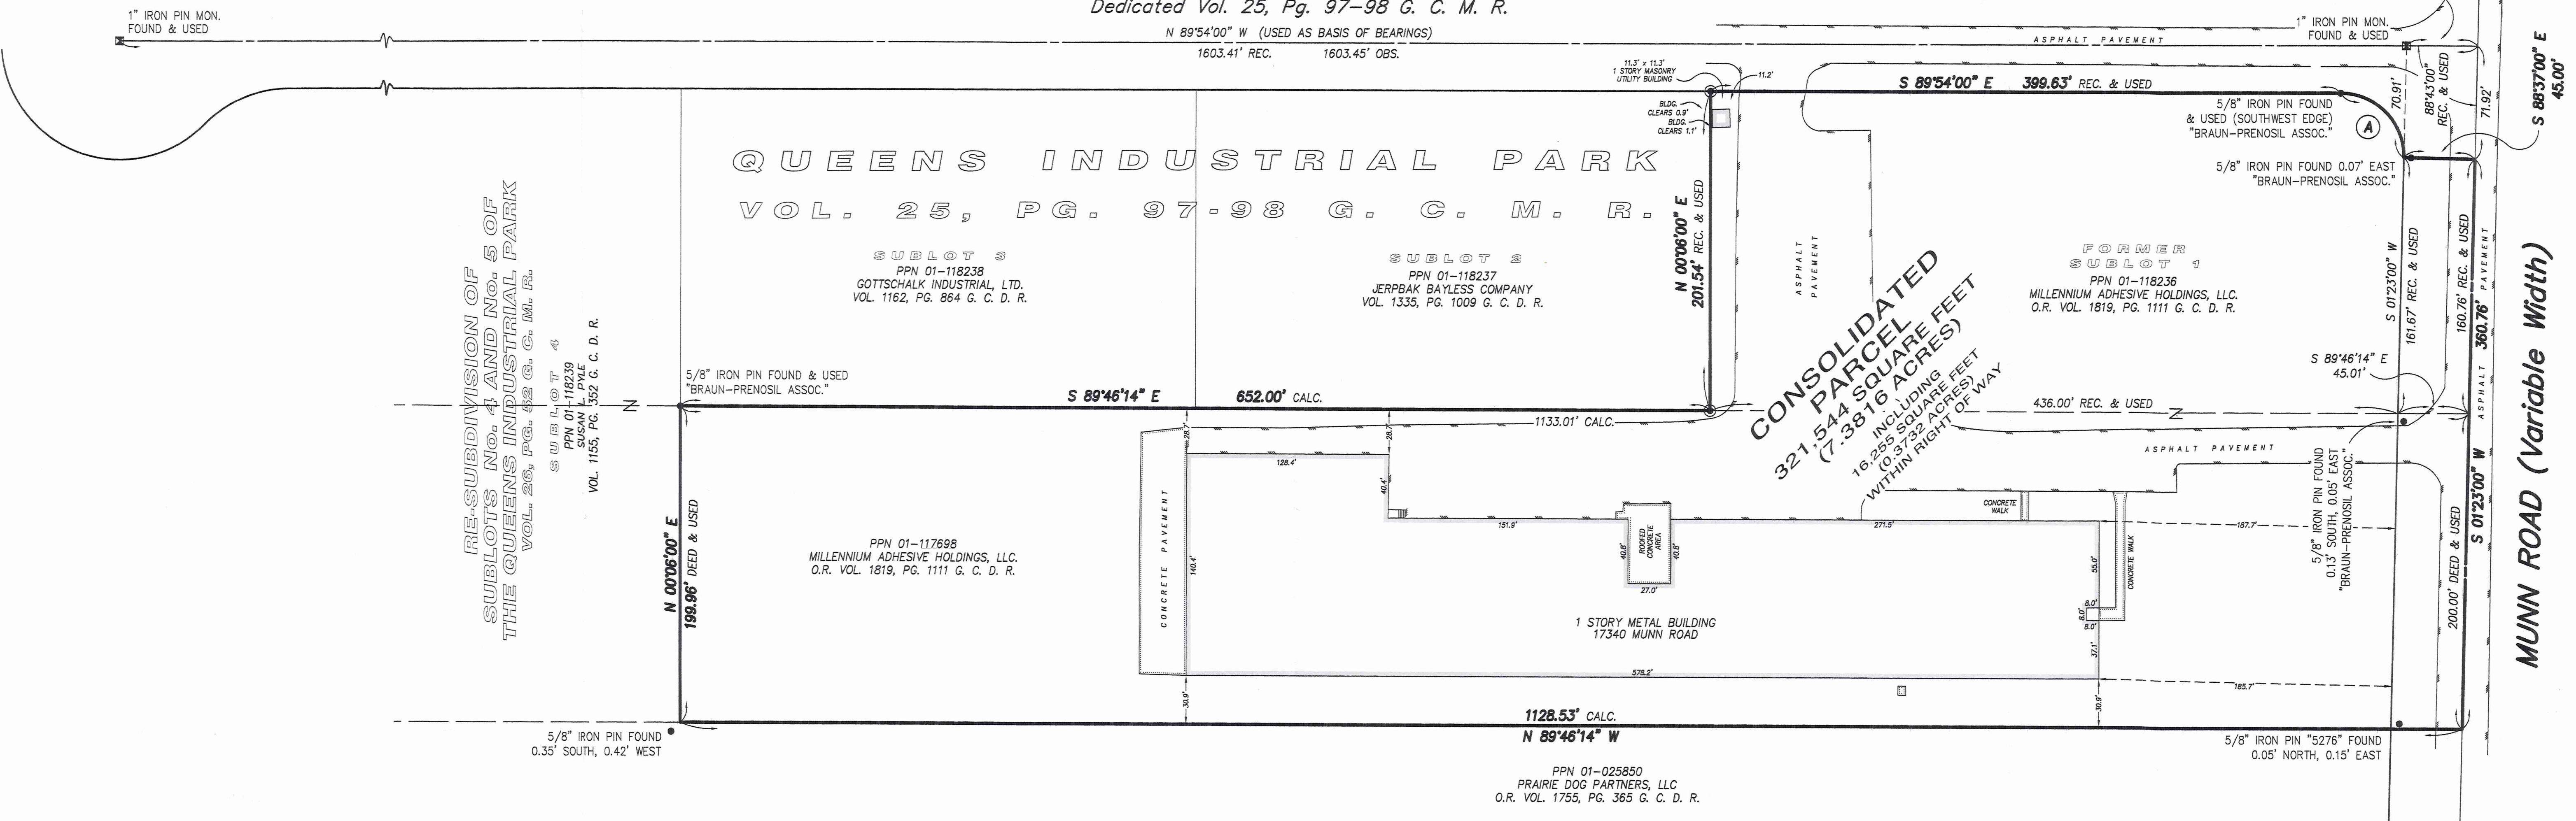 Dedicated Vol. 25, Pg. 97-98 G. C. M. R.
1" IRON PIN MON.
FOUND & USED
N 89°54'00" W (USED AS BASIS OF BEARINGS)
1603.41' REC. 1603.45' OBS.
ASPHALT PAVEMENT
1" IRON PIN MON.
FOUND & USED
11.3' x 11.3'
1 STORY MASONRY
UTILITY BUILDING
11.2'
BLDG.
CLEARS 0.9'
BLDG.
CLEARS 1.1'
S 89°54'00" E 399.63' REC. & USED
5/8" IRON PIN FOUND
& USED (SOUTHWEST EDGE)
"BRAUN-PRENOSIL ASSOC."
A
70.91'
88°43'00"
REC. & USED
71.92'
S 88°37'00" E
45.00'
5/8" IRON PIN FOUND 0.07' EAST
"BRAUN-PRENOSIL ASSOC."
QUEENS INDUSTRIAL PARK
VOL. 25, PG. 97-98 G. C. M. R.
RE-SUBDIVISION OF
SUBLOTS No. 4 AND No. 5 OF
THE QUEENS INDUSTRIAL PARK
VOL. 26, PG. 52 G. C. M. R.
SUBLOT 4
PPN 01-118239
SUSAN L. PYLE
VOL. 1155, PG. 352 G. C. D. R.
SUBLOT 3
PPN 01-118238
GOTTSCHALK INDUSTRIAL, LTD.
VOL. 1162, PG. 864 G. C. D. R.
SUBLOT 2
PPN 01-118237
JERPBAK BAYLESS COMPANY
VOL. 1335, PG. 1009 G. C. D. R.
N 00°06'00" E
201.54' REC. & USED
ASPHALT
PAVEMENT
FORMER
SUBLOT 1
PPN 01-118236
MILLENNIUM ADHESIVE HOLDINGS, LLC.
O.R. VOL. 1819, PG. 1111 G. C. D. R.
S 01°23'00" W
161.67' REC. & USED
160.76' REC. & USED
360.76'
S 01°23'00" W
ASPHALT PAVEMENT
ASPHALT PAVEMENT
MUNN ROAD (Variable Width)
CONSOLIDATED
PARCEL
321,544 SQUARE FEET
(7.3816 ACRES)
INCLUDING
16,255 SQUARE FEET
(0.3732 ACRES)
WITHIN RIGHT OF WAY
S 89°46'14" E
45.01'
5/8" IRON PIN FOUND & USED
"BRAUN-PRENOSIL ASSOC."
N
S 89°46'14" E 652.00' CALC.
1133.01' CALC.
436.00' REC. & USED
N
ASPHALT PAVEMENT
5/8" IRON PIN FOUND
0.13' SOUTH, 0.05' EAST
"BRAUN-PRENOSIL ASSOC."
N 00°06'00" E
199.96' DEED & USED
PPN 01-117698
MILLENNIUM ADHESIVE HOLDINGS, LLC.
O.R. VOL. 1819, PG. 1111 G. C. D. R.
CONCRETE PAVEMENT
28.7'
28.7'
128.4'
40.4'
140.4'
151.9'
40.8'
ROOFED
CONCRETE
AREA
40.8'
27.0'
271.5'
CONCRETE
WALK
CONCRETE WALK
187.7'
55.0'
8.0'
8.0'
8.0'
37.1'
1 STORY METAL BUILDING
17340 MUNN ROAD
578.2'
30.9'
30.9'
185.7'
200.00' DEED & USED
1128.53' CALC.
N 89°46'14" W
5/8" IRON PIN FOUND
0.35' SOUTH, 0.42' WEST
5/8" IRON PIN "5276" FOUND
0.05' NORTH, 0.15' EAST
PPN 01-025850
PRAIRIE DOG PARTNERS, LLC
O.R. VOL. 1755, PG. 365 G. C. D. R.